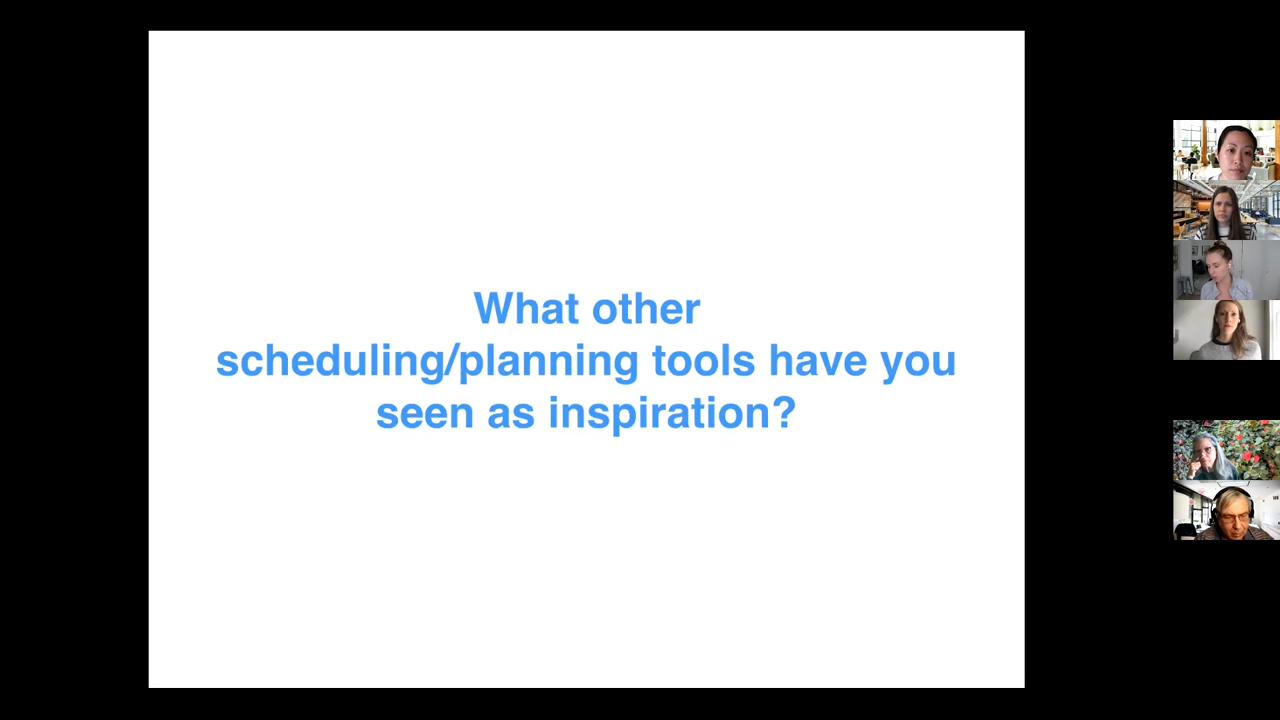 What other
scheduling/planning tools have you
seen as inspiration?